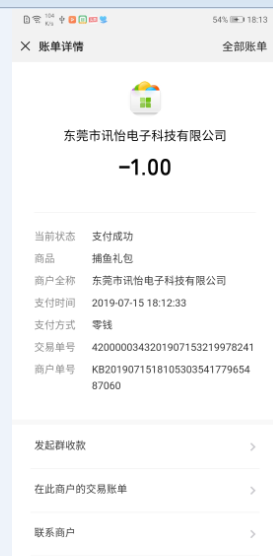 104 K/s 54% 18:13
账单详情 全部账单
东莞市讯怡电子科技有限公司
-1.00
当前状态 支付成功
商品 捕鱼礼包
商户全称 东莞市讯怡电子科技有限公司
支付时间 2019-07-15 18:12:33
支付方式 零钱
交易单号 4200000343201907153219978241
商户单号 KB2019071518105303541779654
87060
发起群收款
在此商户的交易账单
联系商户